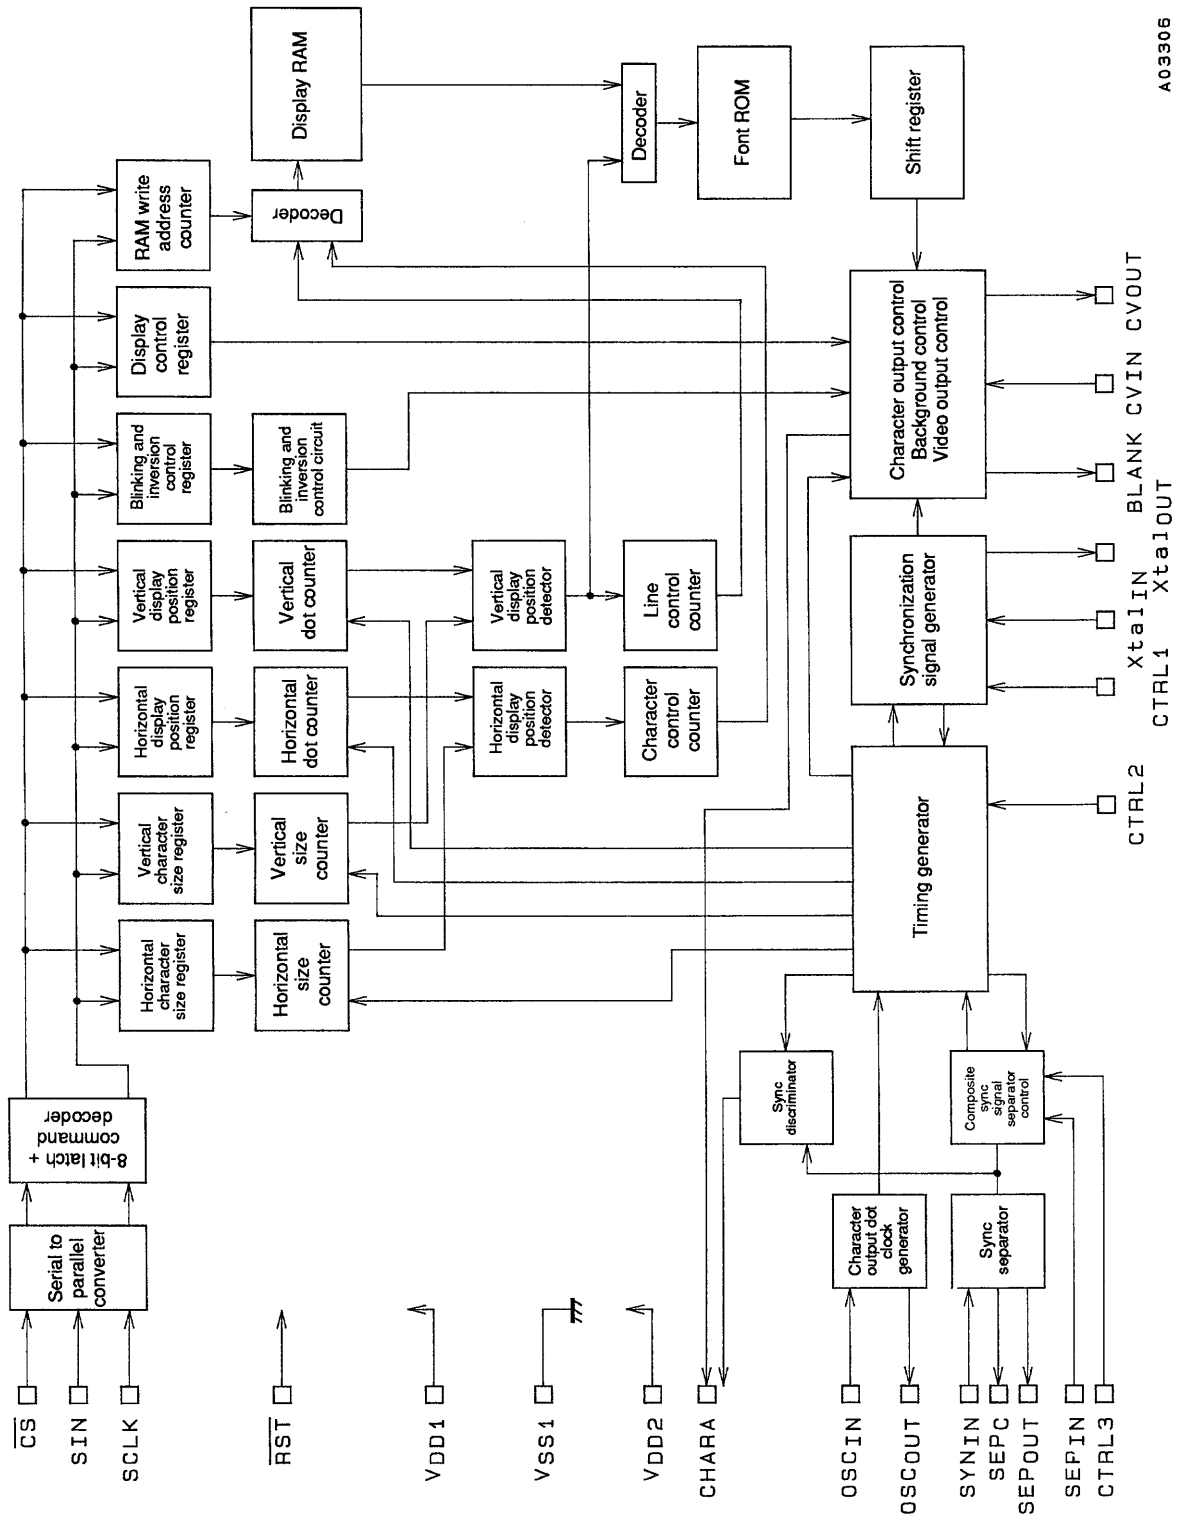 CS
SIN
SCLK
RST
VDD1
VSS1
VDD2
CHARA
OSCIN
OSCOUT
SYNIN
SEPC
SEPOUT
SEPIN
CTRL3
Serial to
parallel
converter
8-bit latch +
command
decoder
Horizontal
character
size register
Vertical
character
size register
Horizontal
display
position
register
Vertical
display
position
register
Blinking and
inversion
control
register
Display
control
register
RAM write
address
counter
Horizontal
size
counter
Vertical
size
counter
Horizontal
dot counter
Vertical
dot counter
Blinking and
inversion
control circuit
Decoder
Display RAM
Horizontal
display
position
detector
Vertical
display
position
detector
Character
control
counter
Line
control
counter
Decoder
Font ROM
Shift register
Sync
discriminator
Character
output dot
clock
generator
Sync
separator
Composite
sync
signal
separator
control
Timing generator
Synchronization
signal generator
Character output control
Background control
Video output control
CTRL2
CTRL1
XtalIN
XtalOUT
BLANK
CVIN
CVOUT
A03306